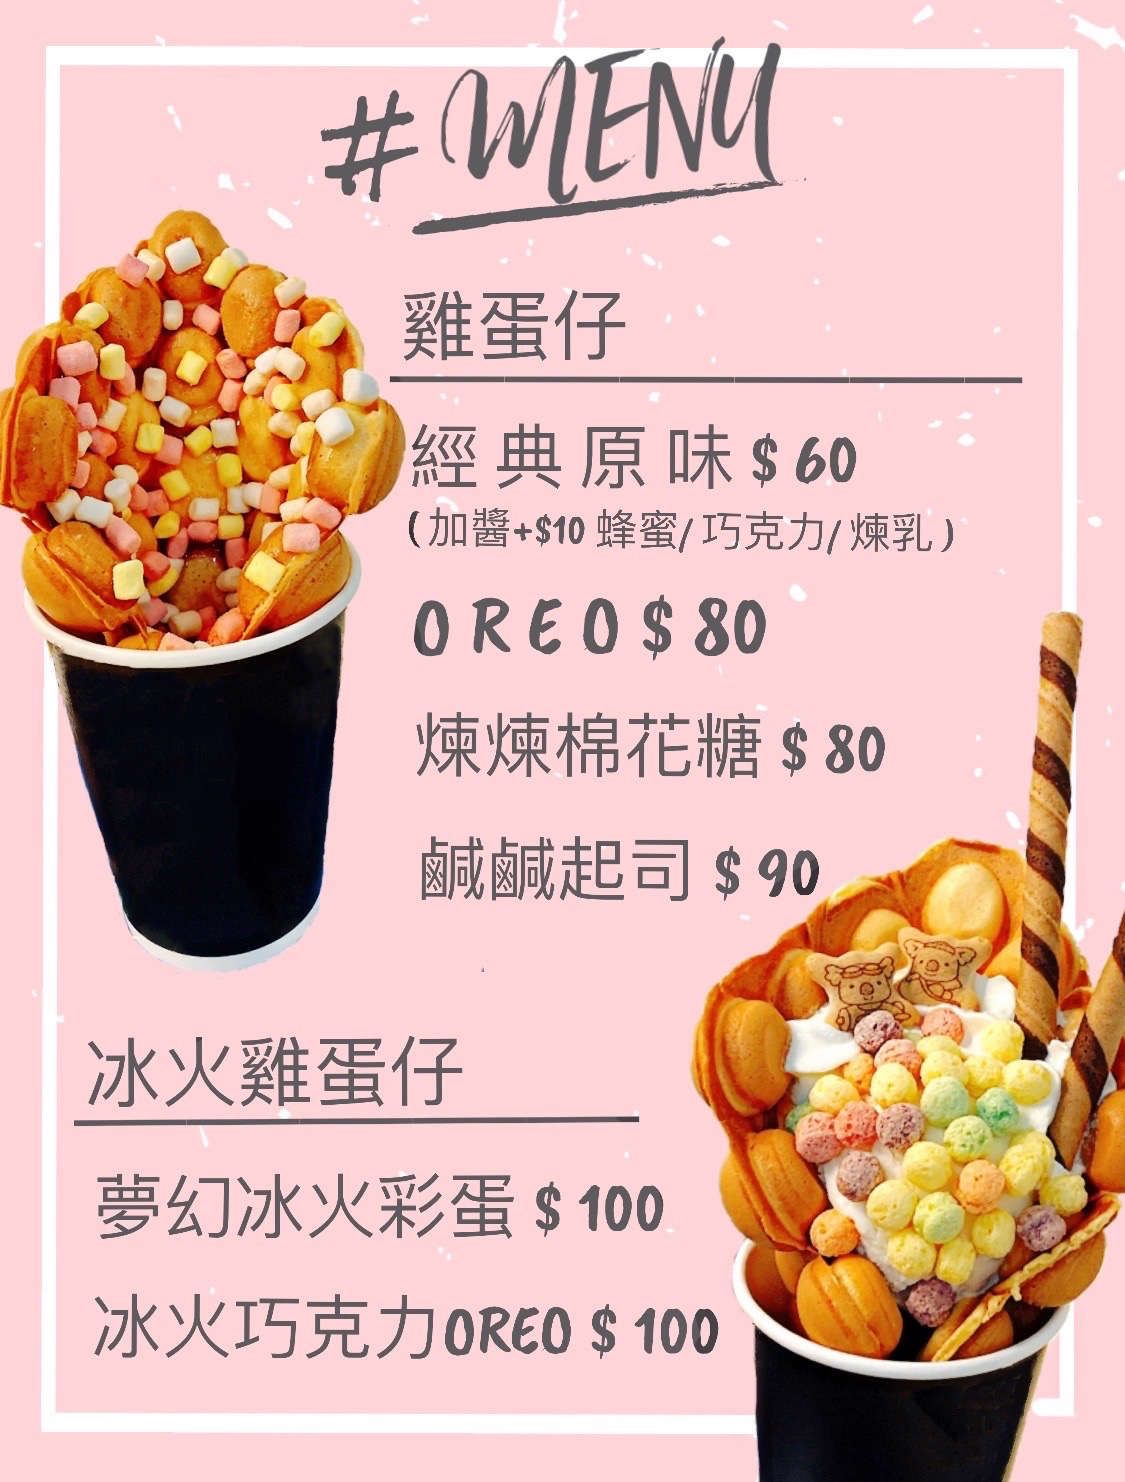 #MENU
雞蛋仔
經典原味 $60
(加醬+$10 蜂蜜/巧克力/煉乳)
OREO $80
煉煉棉花糖 $80
鹹鹹起司 $90
冰火雞蛋仔
夢幻冰火彩蛋 $100
冰火巧克力OREO $100